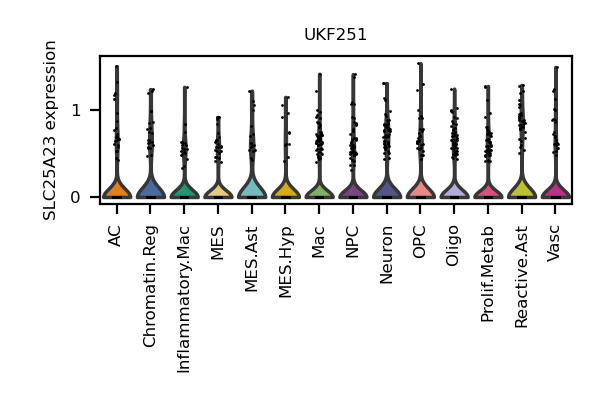 UKF251
SLC25A23 expression
1
0
AC
Chromatin.Reg
Inflammatory.Mac
MES
MES.Ast
MES.Hyp
Mac
NPC
Neuron
OPC
Oligo
Prolif.Metab
Reactive.Ast
Vasc